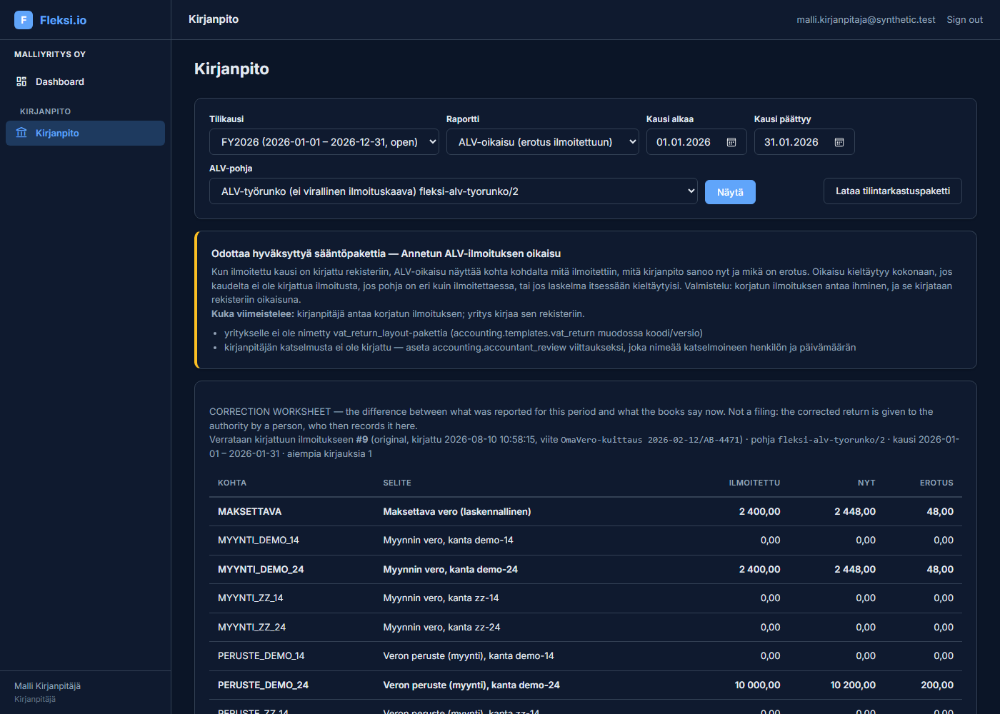 F Fleksi.io
MALLIYRITYS OY
Dashboard
KIRJANPITO
Kirjanpito
Malli Kirjanpitäjä
Kirjanpitäjä
Kirjanpito
malli.kirjanpitaja@synthetic.test Sign out
Kirjanpito
Tilikausi Raportti Kausi alkaa Kausi päättyy
FY2026 (2026-01-01 – 2026-12-31, open) ALV-oikaisu (erotus ilmoitettuun) 01.01.2026 31.01.2026
ALV-pohja
ALV-työrunko (ei virallinen ilmoituskaava) fleksi-alv-tyorunko/2 Näytä Lataa tilintarkastuspaketti
Odottaa hyväksyttyä sääntöpakettia — Annetun ALV-ilmoituksen oikaisu
Kun ilmoitettu kausi on kirjattu rekisteriin, ALV-oikaisu näyttää kohta kohdalta mitä ilmoitettiin, mitä kirjanpito sanoo nyt ja mikä on erotus. Oikaisu kieltäytyy kokonaan, jos
kaudelta ei ole kirjattua ilmoitusta, jos pohja on eri kuin ilmoitettaessa, tai jos laskelma itsessään kieltäytyisi. Valmistelu: korjatun ilmoituksen antaa ihminen, ja se kirjataan
rekisteriin oikaisuna.
Kuka viimeistelee: kirjanpitäjä antaa korjatun ilmoituksen; yritys kirjaa sen rekisteriin.
• yritykselle ei ole nimetty vat_return_layout-pakettia (accounting.templates.vat_return muodossa koodi/versio)
• kirjanpitäjän katselmusta ei ole kirjattu — aseta accounting.accountant_review viittaukseksi, joka nimeää katselmoineen henkilön ja päivämäärän
CORRECTION WORKSHEET — the difference between what was reported for this period and what the books say now. Not a filing: the corrected return is given to the
authority by a person, who then records it here.
Verrataan kirjattuun ilmoitukseen #9 (original, kirjattu 2026-08-10 10:58:15, viite OmaVero-kuittaus 2026-02-12/AB-4471) · pohja fleksi-alv-tyorunko/2 · kausi 2026-01-
01 – 2026-01-31 · aiempia kirjauksia 1
KOHTA SELITE ILMOITETTU NYT EROTUS
MAKSETTAVA Maksettava vero (laskennallinen) 2 400,00 2 448,00 48,00
MYYNTI_DEMO_14 Myynnin vero, kanta demo-14 0,00 0,00 0,00
MYYNTI_DEMO_24 Myynnin vero, kanta demo-24 2 400,00 2 448,00 48,00
MYYNTI_ZZ_14 Myynnin vero, kanta zz-14 0,00 0,00 0,00
MYYNTI_ZZ_24 Myynnin vero, kanta zz-24 0,00 0,00 0,00
PERUSTE_DEMO_14 Veron peruste (myynti), kanta demo-14 0,00 0,00 0,00
PERUSTE_DEMO_24 Veron peruste (myynti), kanta demo-24 10 000,00 10 200,00 200,00
PERUSTE_ZZ_14 Veron peruste (myynti), kanta zz-14 0,00 0,00 0,00